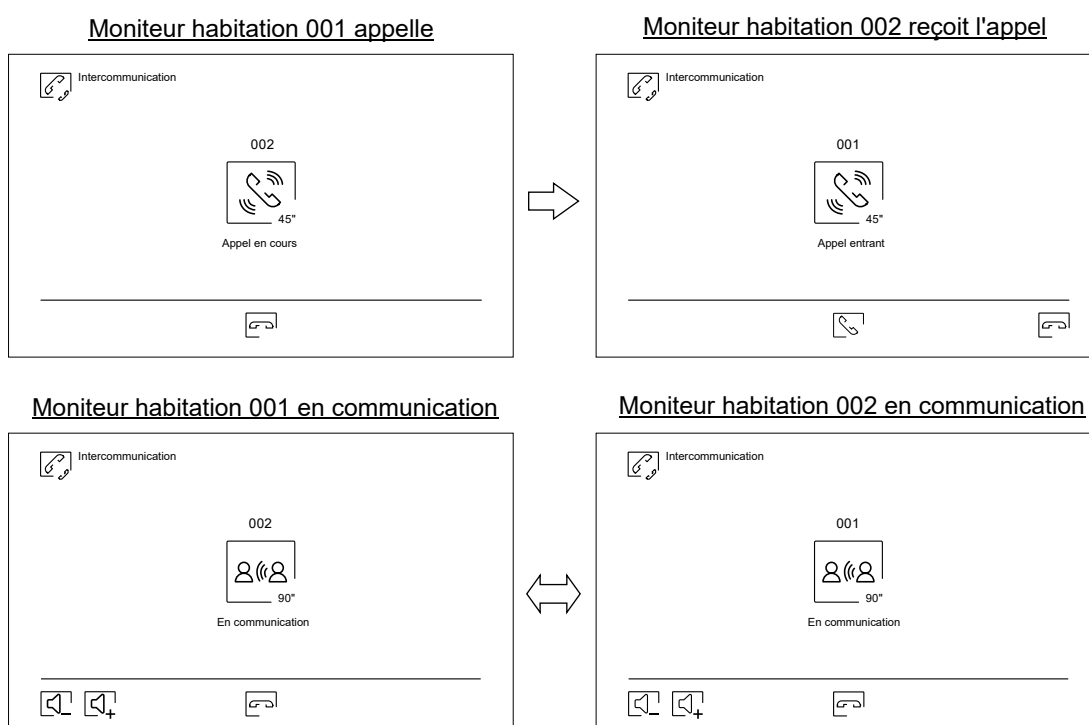 Moniteur habitation 001 appelle
Moniteur habitation 002 reçoit l'appel
Intercommunication
002
45"
Appel en cours
Intercommunication
001
45"
Appel entrant
Moniteur habitation 001 en communication
Moniteur habitation 002 en communication
Intercommunication
002
90"
En communication
Intercommunication
001
90"
En communication